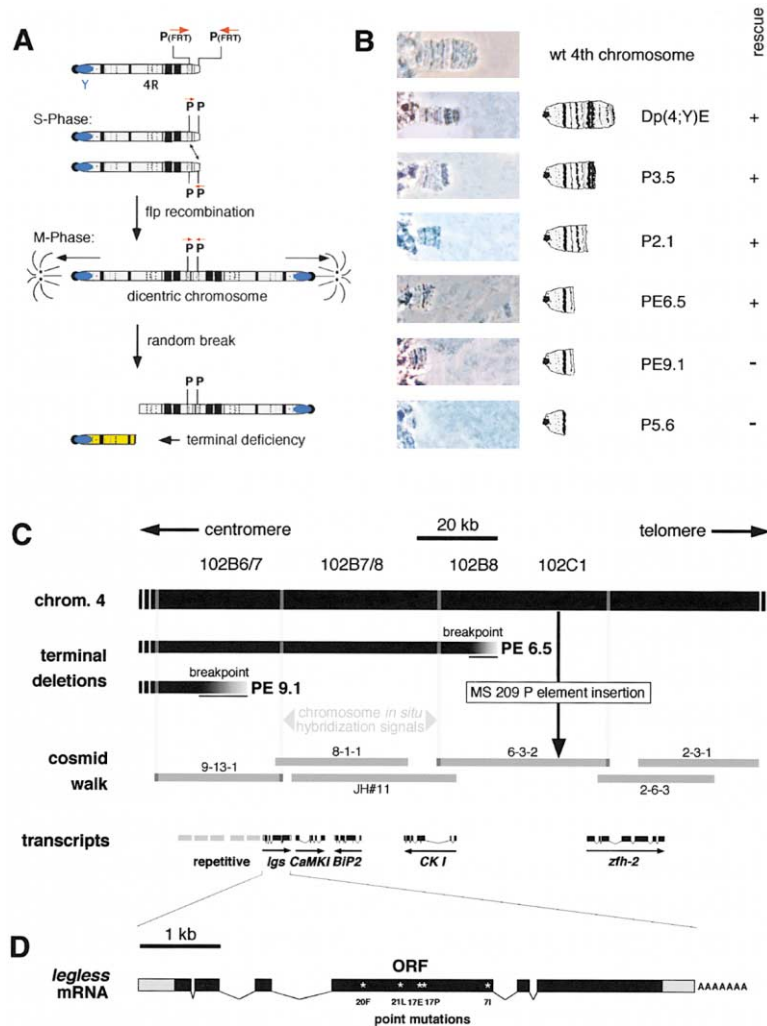 A
P(FRT) P(FRT)
Y 4R
S-Phase:
P P
P P
flp recombination
M-Phase:
P P
dicentric chromosome
random break
P P
terminal deficiency
B
rescue
wt 4th chromosome
Dp(4;Y)E +
P3.5 +
P2.1 +
PE6.5 +
PE9.1 -
P5.6 -
C
centromere 20 kb telomere
102B6/7 102B7/8 102B8 102C1
chrom. 4
terminal deletions
breakpoint
PE 6.5
breakpoint
PE 9.1
MS 209 P element insertion
chromosome in situ
hybridization signals
cosmid walk
8-1-1 6-3-2 2-3-1
9-13-1 JH#11 2-6-3
transcripts
repetitive lgs CaMKI BiP2 CK I zfh-2
D
1 kb
ORF
legless
mRNA
* * ** *
AAAAAAA
20F 21L 17E 17P 7I
point mutations